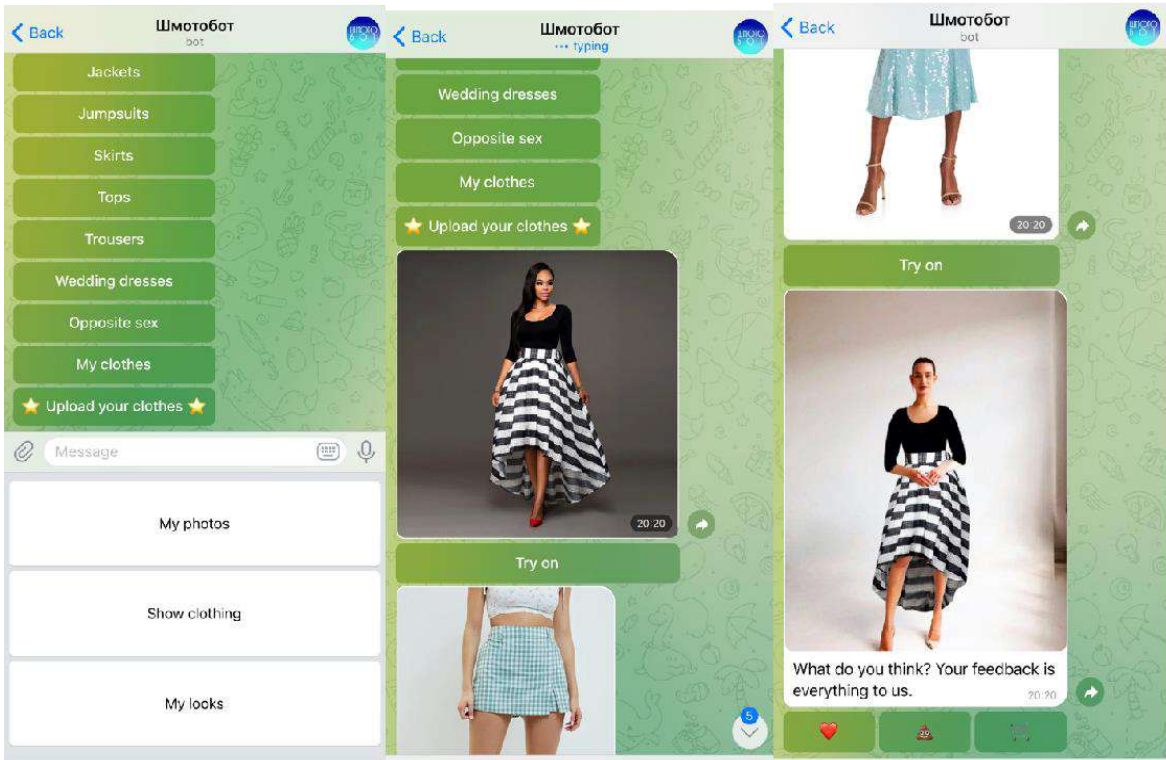 Back
Шмотобот
bot
Jackets
Jumpsuits
Skirts
Tops
Trousers
Wedding dresses
Opposite sex
My clothes
⭐ Upload your clothes ⭐
Message
My photos
Show clothing
My looks
Back
Шмотобот
••• typing
Wedding dresses
Opposite sex
My clothes
⭐ Upload your clothes ⭐
20:20
Try on
5
Back
Шмотобот
bot
20:20
Try on
What do you think? Your feedback is
everything to us.
20:20